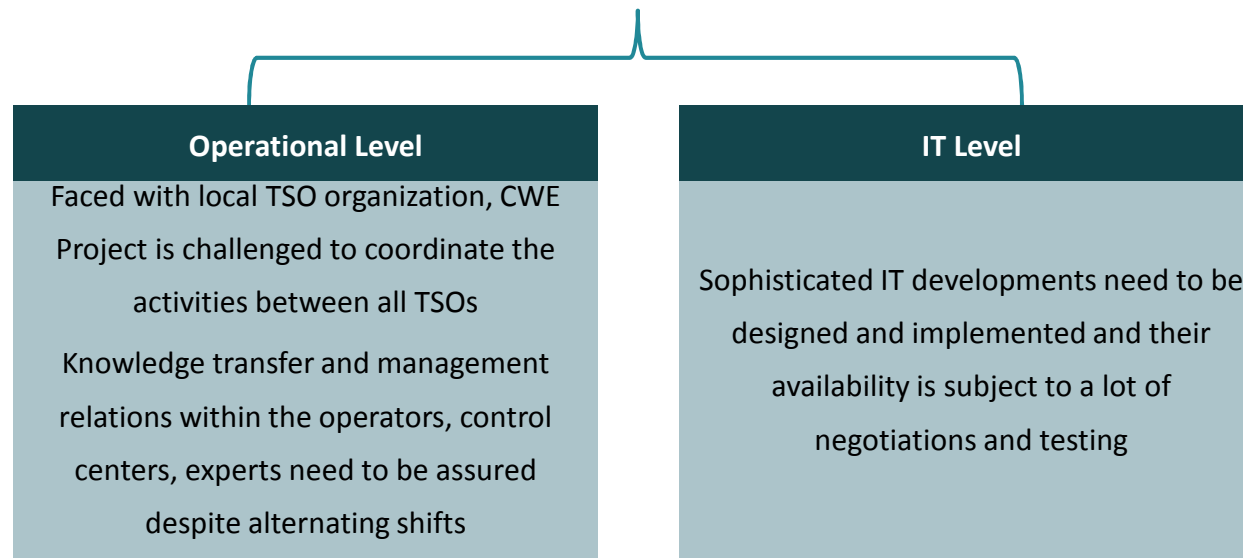 Operational Level
Faced with local TSO organization, CWE
Project is challenged to coordinate the
activities between all TSOs
Knowledge transfer and management
relations within the operators, control
centers, experts need to be assured
despite alternating shifts
IT Level
Sophisticated IT developments need to be
designed and implemented and their
availability is subject to a lot of
negotiations and testing